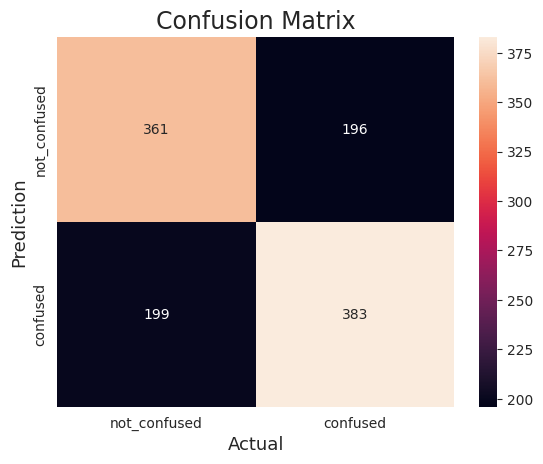 Confusion Matrix
Prediction
not_confused
361
196
confused
199
383
not_confused
confused
Actual
375
350
325
300
275
250
225
200